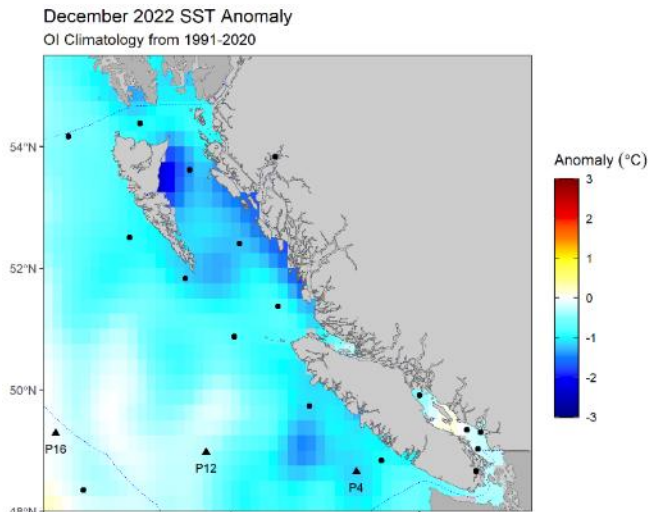 December 2022 SST Anomaly
OI Climatology from 1991-2020
54°N
52°N
50°N
48°N
P16
P12
P4
Anomaly (°C)
3
2
1
0
-1
-2
-3